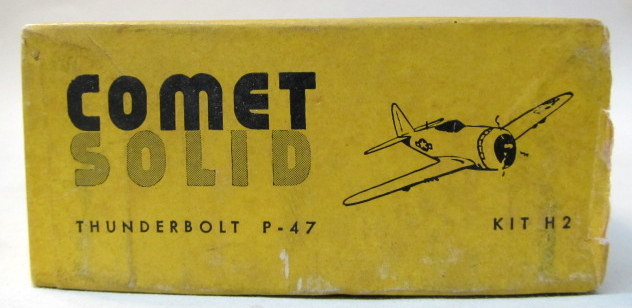 COMET
SOLID
THUNDERBOLT P-47
KIT H2